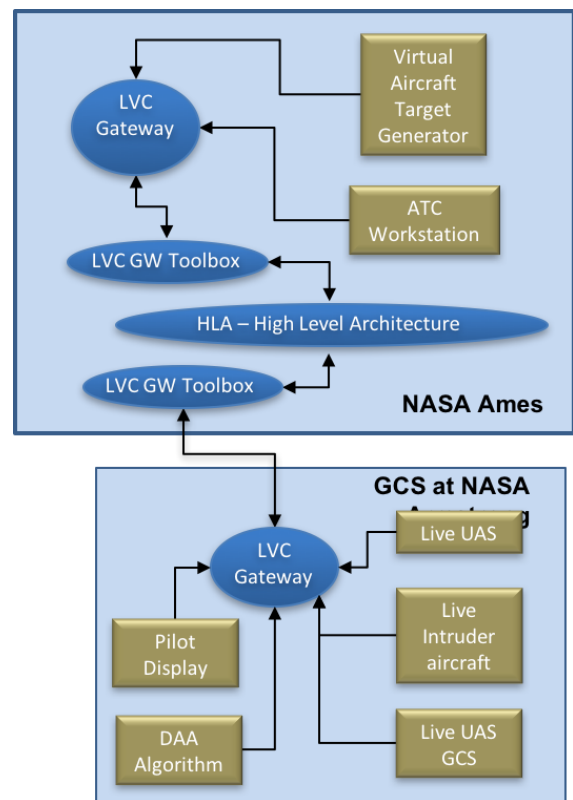 LVC
Gateway
Virtual
Aircraft
Target
Generator
ATC
Workstation
LVC GW Toolbox
HLA – High Level Architecture
LVC GW Toolbox
NASA Ames
GCS at NASA
LVC
Gateway
Live UAS
Pilot
Display
Live
Intruder
aircraft
DAA
Algorithm
Live UAS
GCS